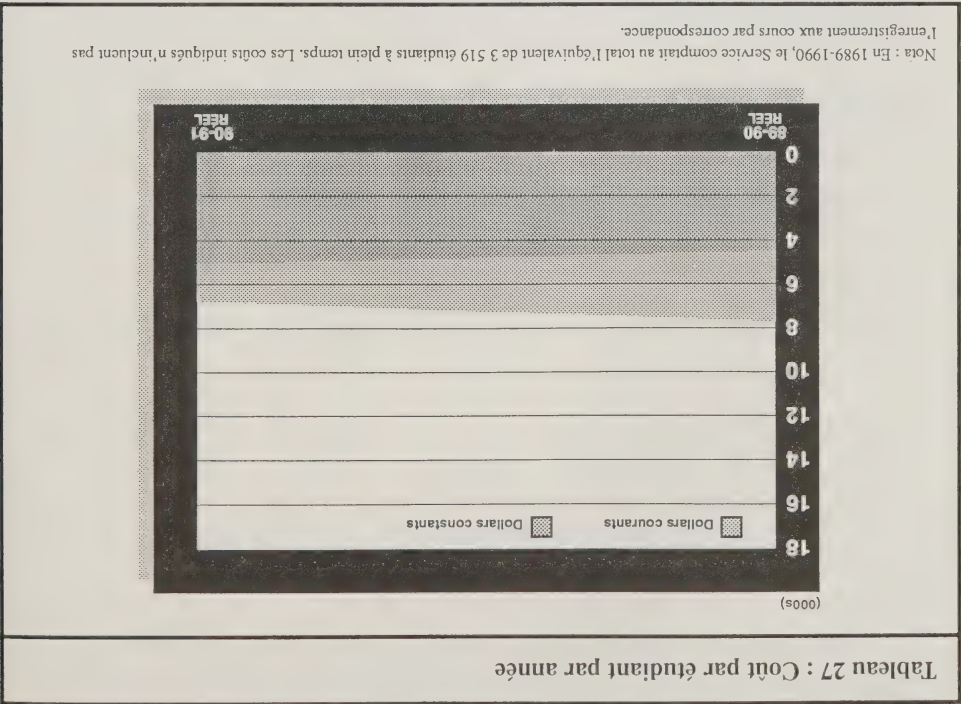 Tableau 27 : Coût par étudiant par année
(000s)
18
Dollars courants Dollars constants
16
14
12
10
8
6
4
2
0
89-90 90-91
RÉEL RÉEL
Nota : En 1989-1990, le Service comptait au total l'équivalent de 3 519 étudiants à plein temps. Les coûts indiqués n'incluent pas
l'enregistrement aux cours par correspondance.